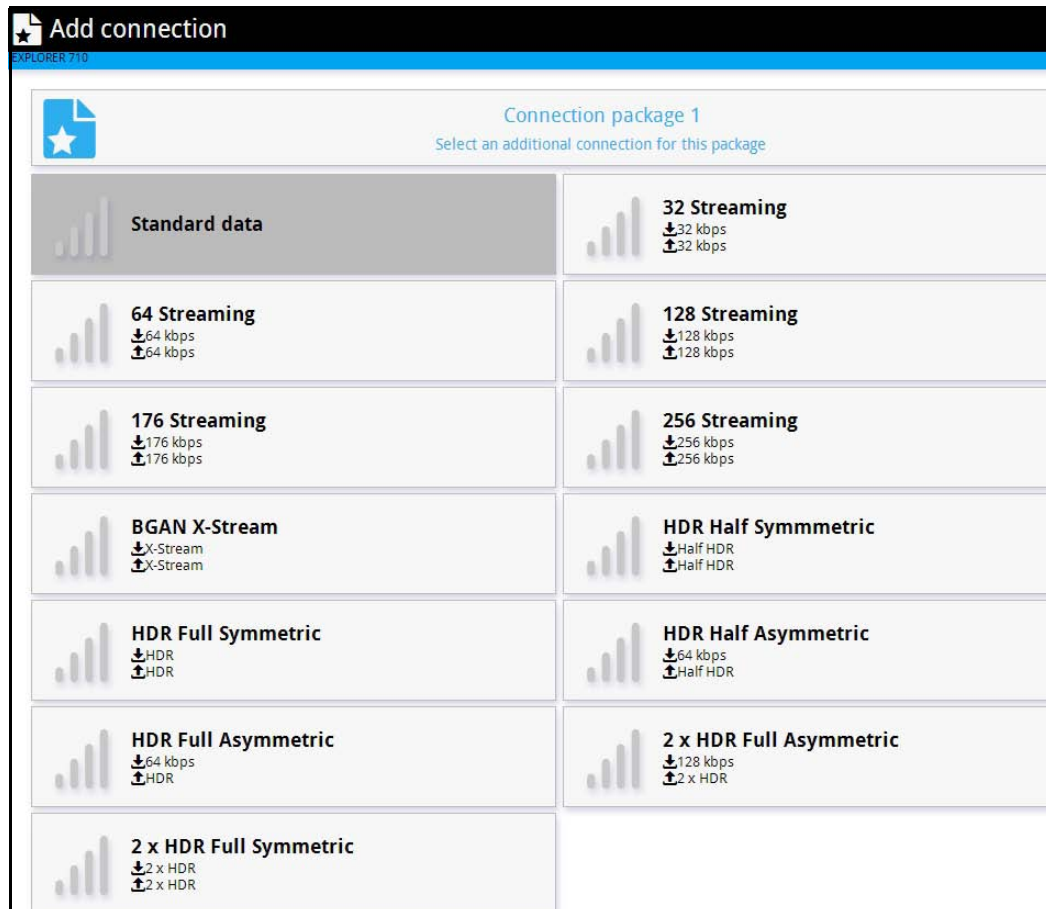 Add connection
EXPLORER 710
Connection package 1
Select an additional connection for this package
Standard data
32 Streaming
32 kbps
32 kbps
64 Streaming
64 kbps
64 kbps
128 Streaming
128 kbps
128 kbps
176 Streaming
176 kbps
176 kbps
256 Streaming
256 kbps
256 kbps
BGAN X-Stream
X-Stream
X-Stream
HDR Half Symmmetric
Half HDR
Half HDR
HDR Full Symmetric
HDR
HDR
HDR Half Asymmetric
64 kbps
Half HDR
HDR Full Asymmetric
64 kbps
HDR
2 x HDR Full Asymmetric
128 kbps
2 x HDR
2 x HDR Full Symmetric
2 x HDR
2 x HDR